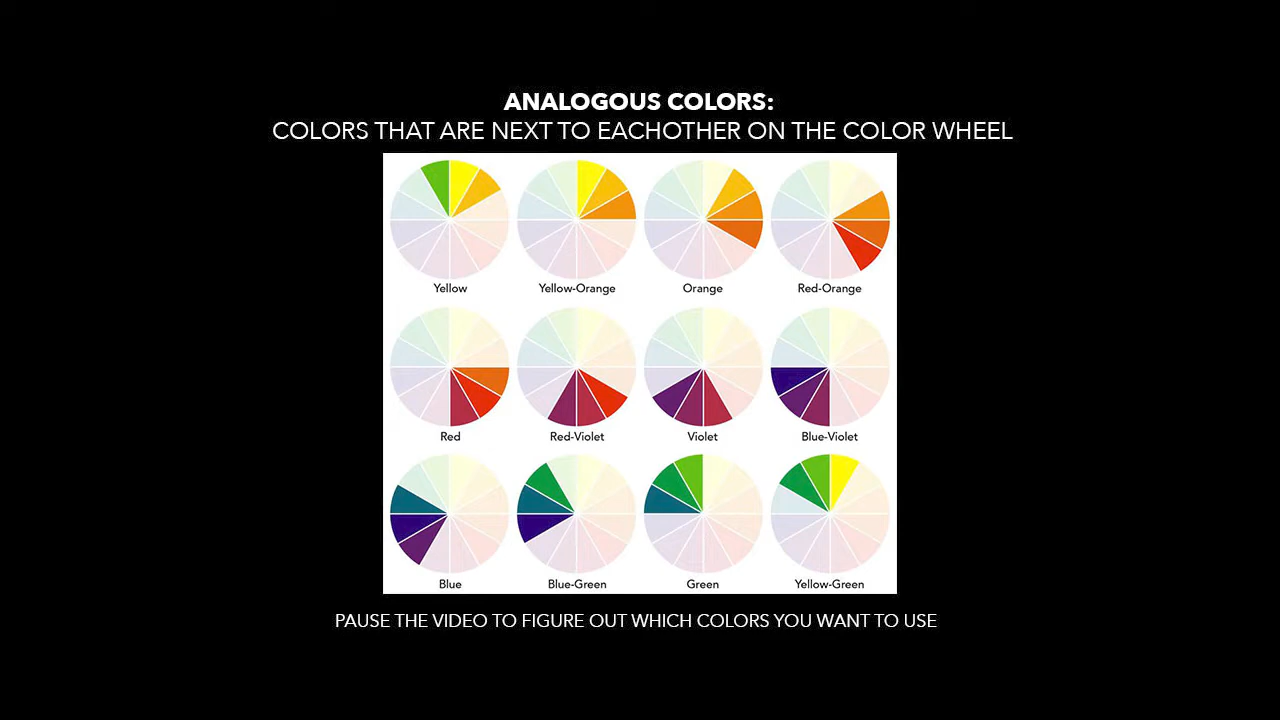 ANALOGOUS COLORS:
COLORS THAT ARE NEXT TO EACHOTHER ON THE COLOR WHEEL
Yellow
Yellow-Orange
Orange
Red-Orange
Red
Red-Violet
Violet
Blue-Violet
Blue
Blue-Green
Green
Yellow-Green
PAUSE THE VIDEO TO FIGURE OUT WHICH COLORS YOU WANT TO USE